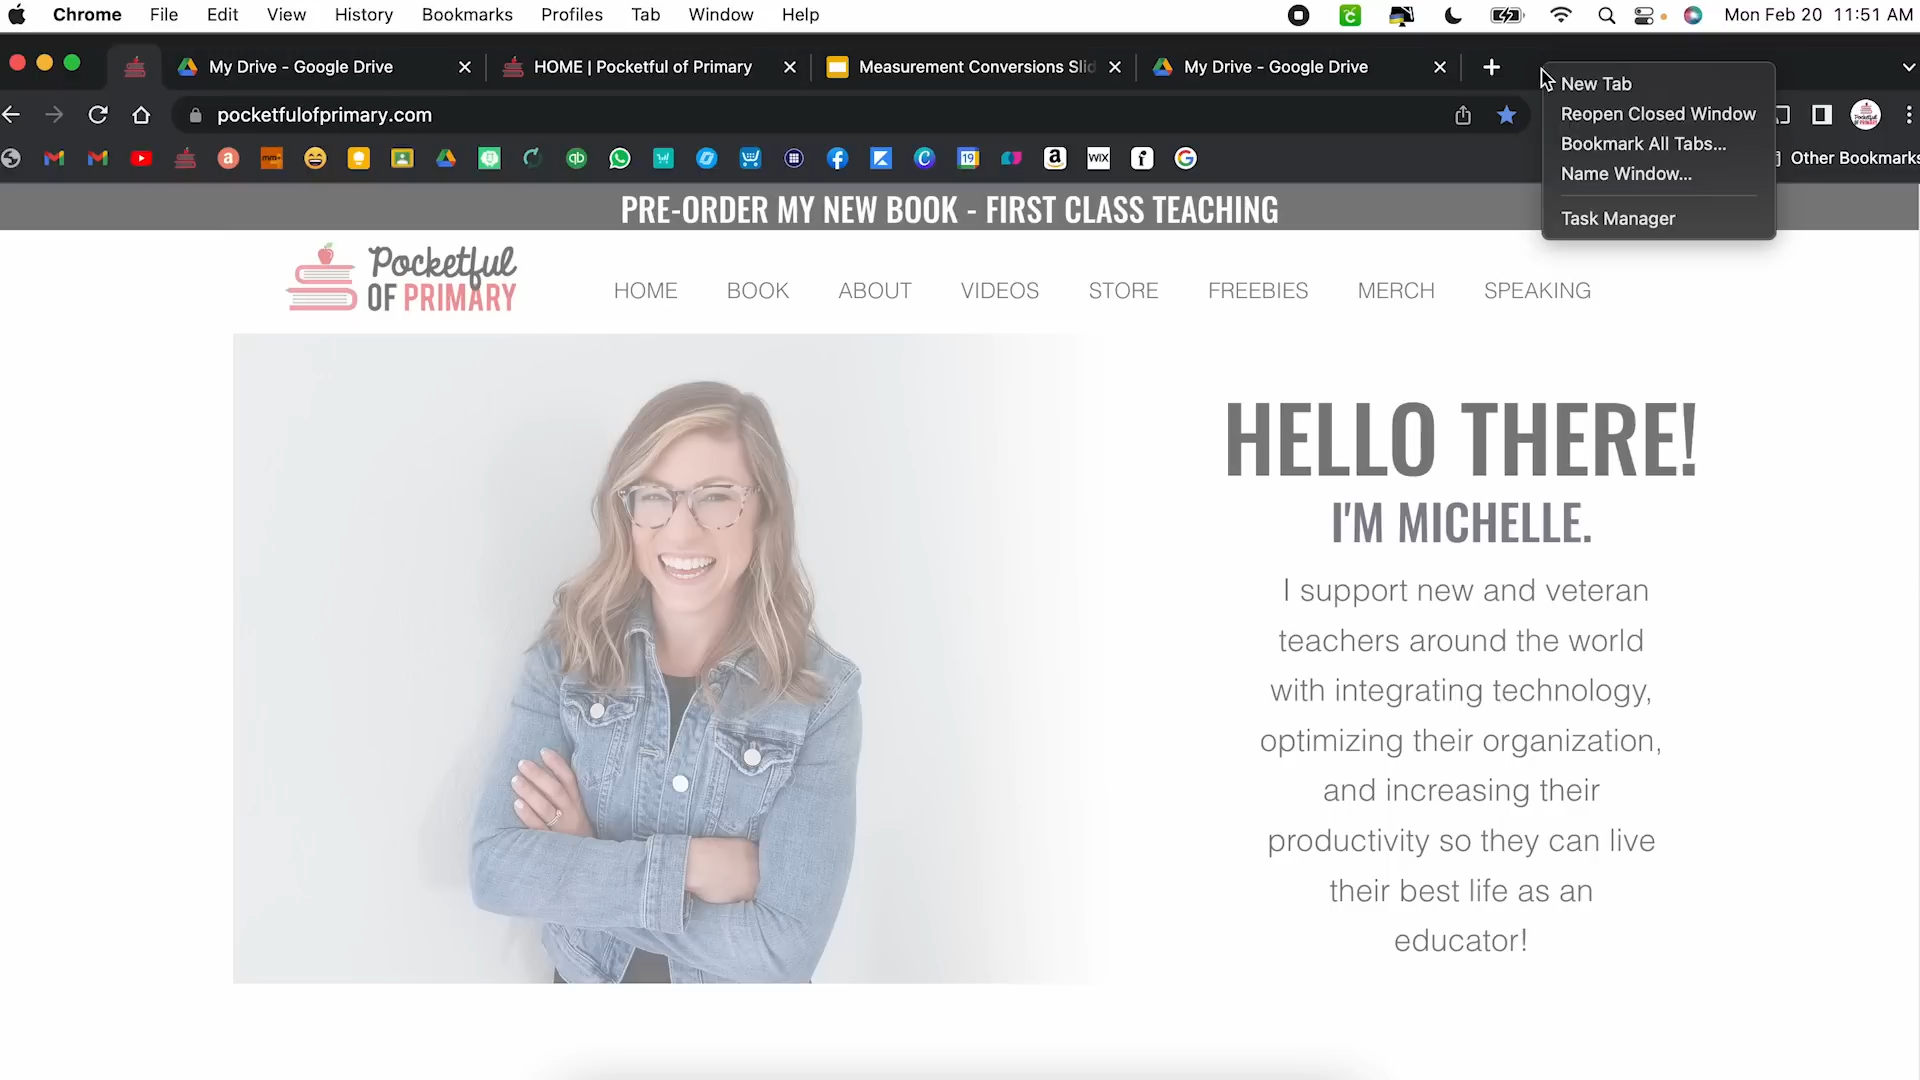 Chrome File Edit View History Bookmarks Profiles Tab Window Help Mon Feb 20 11:51 AM
My Drive - Google Drive HOME | Pocketful of Primary Measurement Conversions Slid My Drive - Google Drive
pocketfulofprimary.com
Other Bookmarks
New Tab
Reopen Closed Window
Bookmark All Tabs...
Name Window...
Task Manager
PRE-ORDER MY NEW BOOK - FIRST CLASS TEACHING
Pocketful
OF PRIMARY
HOME BOOK ABOUT VIDEOS STORE FREEBIES MERCH SPEAKING
HELLO THERE!
I'M MICHELLE.
I support new and veteran
teachers around the world
with integrating technology,
optimizing their organization,
and increasing their
productivity so they can live
their best life as an
educator!